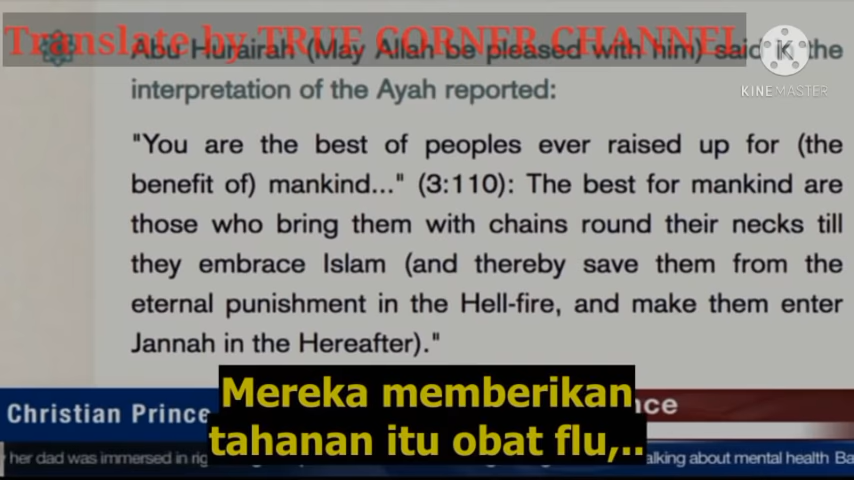 Translate by TRUE CORNER CHANNEL
Abu Hurairah (May Allah be pleased with him) said the
K
KINEMASTER
interpretation of the Ayah reported:
"You are the best of peoples ever raised up for (the
benefit of) mankind..." (3:110): The best for mankind are
those who bring them with chains round their necks till
they embrace Islam (and thereby save them from the
eternal punishment in the Hell-fire, and make them enter
Jannah in the Hereafter)."
Mereka memberikan
tahanan itu obat flu,..
Christian Prince
nce
her dad was immersed in
alking about mental health Ba